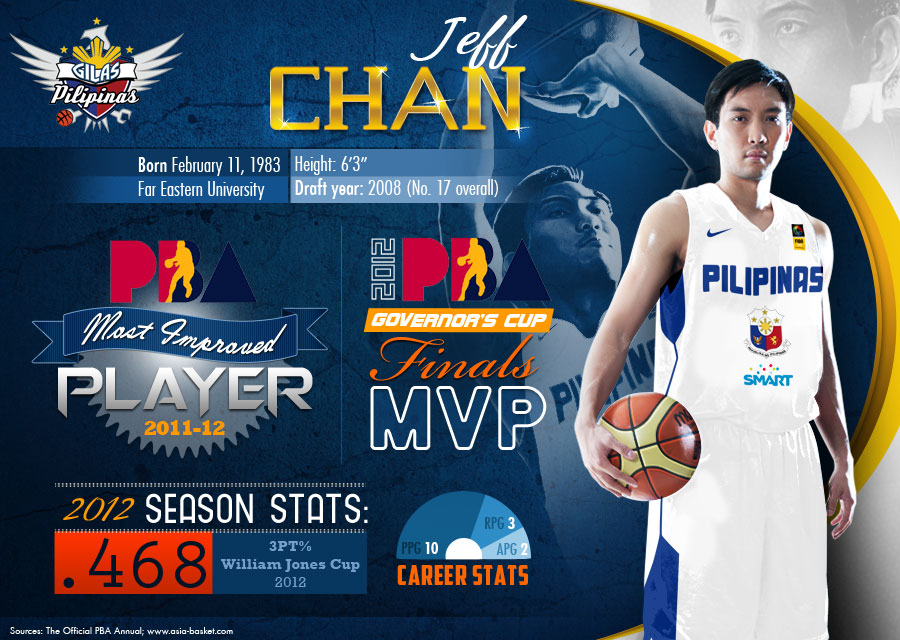 GILAS
Pilipinas
Jeff
CHAN
Born February 11, 1983
Far Eastern University
Height: 6'3"
Draft year: 2008 (No. 17 overall)
PBA
Most Improved
PLAYER
2011-12
2012 PBA
GOVERNOR'S CUP
Finals
MVP
PILIPINAS
PILIPINAS
SMART
2012 SEASON STATS:
.468
3PT%
William Jones Cup
2012
PPG 10
RPG 3
APG 2
CAREER STATS
Sources: The Official PBA Annual; www.asia-basket.com